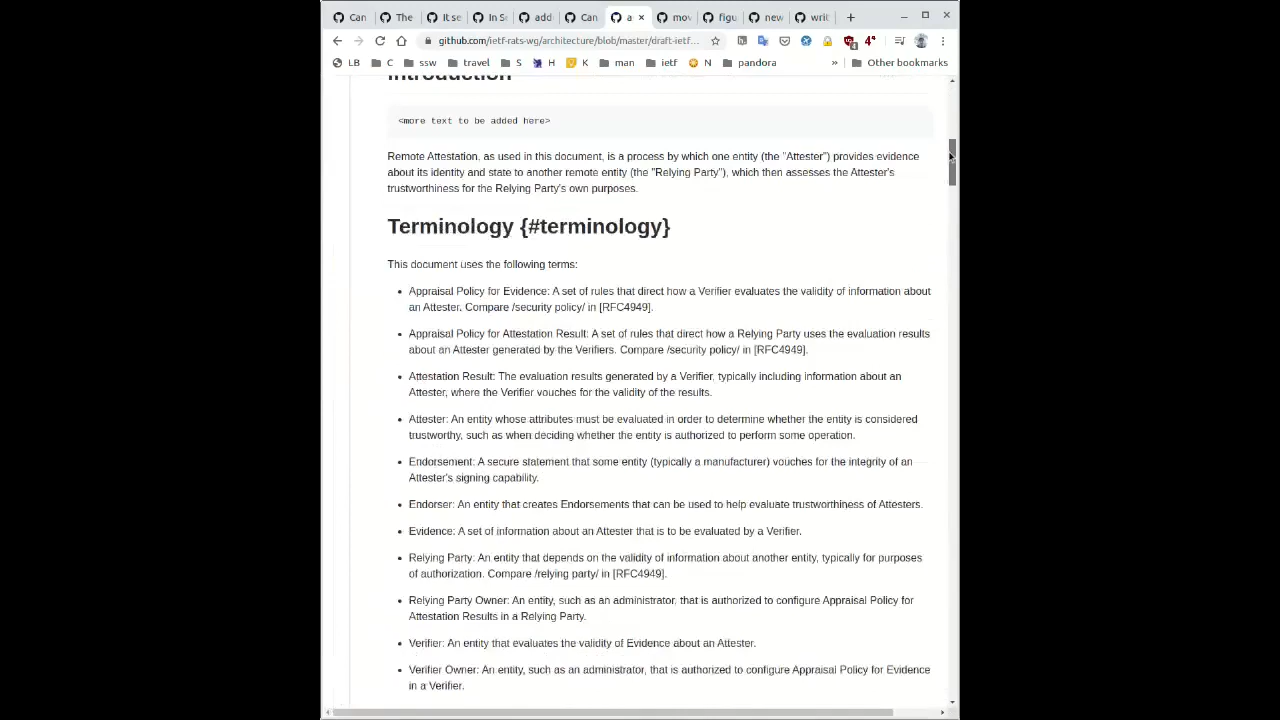 Can
The
It se
In Se
add
Can
a
mov
figu
new
writ
github.com/ietf-rats-wg/architecture/blob/master/draft-ietf...
4°
LB
C
ssw
travel
S
H
K
man
ietf
N
pandora
»
Other bookmarks
Introduction
<more text to be added here>
Remote Attestation, as used in this document, is a process by which one entity (the "Attester") provides evidence
about its identity and state to another remote entity (the "Relying Party"), which then assesses the Attester's
trustworthiness for the Relying Party's own purposes.
Terminology {#terminology}
This document uses the following terms:
• Appraisal Policy for Evidence: A set of rules that direct how a Verifier evaluates the validity of information about
an Attester. Compare /security policy/ in [RFC4949].
• Appraisal Policy for Attestation Result: A set of rules that direct how a Relying Party uses the evaluation results
about an Attester generated by the Verifiers. Compare /security policy/ in [RFC4949].
• Attestation Result: The evaluation results generated by a Verifier, typically including information about an
Attester, where the Verifier vouches for the validity of the results.
• Attester: An entity whose attributes must be evaluated in order to determine whether the entity is considered
trustworthy, such as when deciding whether the entity is authorized to perform some operation.
• Endorsement: A secure statement that some entity (typically a manufacturer) vouches for the integrity of an
Attester's signing capability.
• Endorser: An entity that creates Endorsements that can be used to help evaluate trustworthiness of Attesters.
• Evidence: A set of information about an Attester that is to be evaluated by a Verifier.
• Relying Party: An entity that depends on the validity of information about another entity, typically for purposes
of authorization. Compare /relying party/ in [RFC4949].
• Relying Party Owner: An entity, such as an administrator, that is authorized to configure Appraisal Policy for
Attestation Results in a Relying Party.
• Verifier: An entity that evaluates the validity of Evidence about an Attester.
• Verifier Owner: An entity, such as an administrator, that is authorized to configure Appraisal Policy for Evidence
in a Verifier.